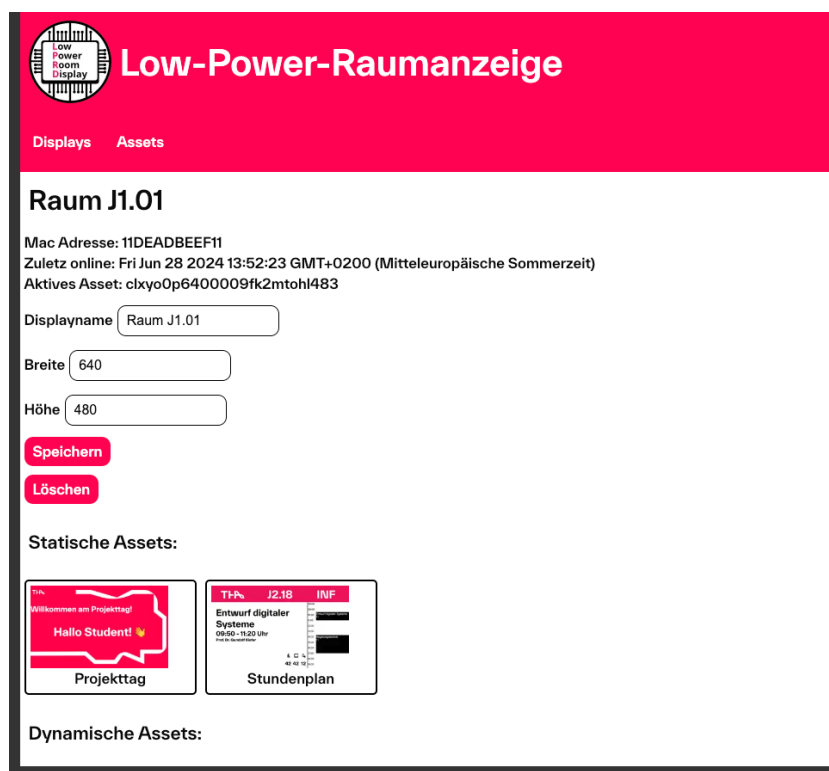 Low
Power
Room
Display
Low-Power-Raumanzeige
Displays Assets
Raum J1.01
Mac Adresse: 11DEADBEEF11
Zuletz online: Fri Jun 28 2024 13:52:23 GMT+0200 (Mitteleuropäische Sommerzeit)
Aktives Asset: clxyo0p6400009fk2mtohl483
Displayname Raum J1.01
Breite 640
Höhe 480
Speichern
Löschen
Statische Assets:
Willkommen am Projekttag!
Hallo Student! 👋
Projekttag
J2.18 INF
Entwurf digitaler
Systeme
09:50 - 11:20 Uhr
Stundenplan
Dynamische Assets: